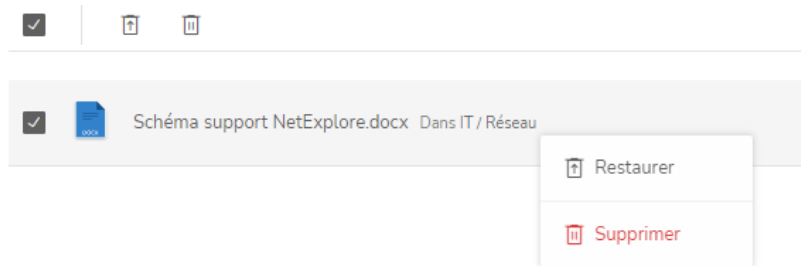 Schéma support NetExplore.docx Dans IT / Réseau
DOCX
Restaurer
Supprimer